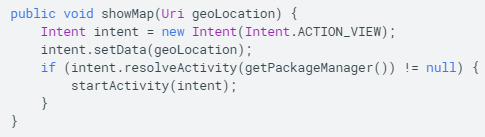 public void showMap(Uri geoLocation) {
    Intent intent = new Intent(Intent.ACTION_VIEW);
    intent.setData(geoLocation);
    if (intent.resolveActivity(getPackageManager()) != null) {
        startActivity(intent);
    }
}